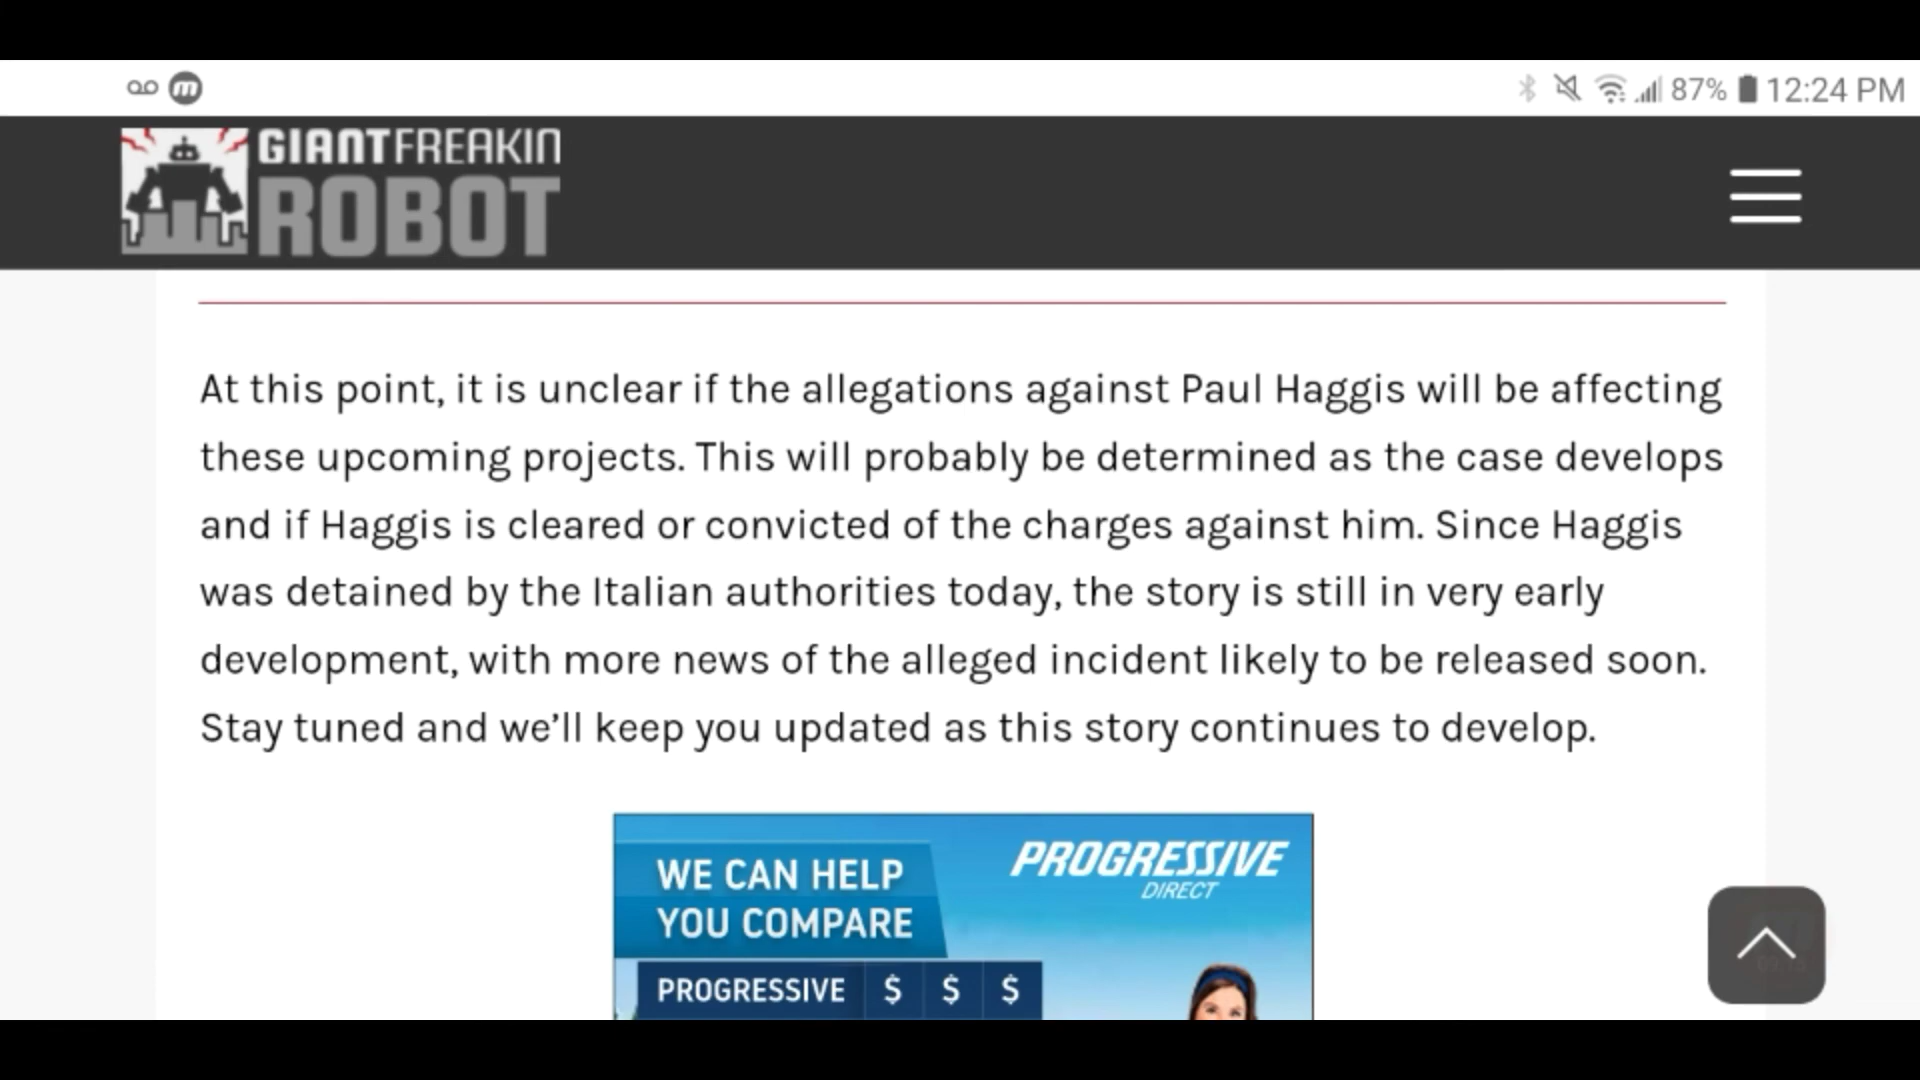 87% 12:24 PM
GIANT FREAKIN
ROBOT
At this point, it is unclear if the allegations against Paul Haggis will be affecting
these upcoming projects. This will probably be determined as the case develops
and if Haggis is cleared or convicted of the charges against him. Since Haggis
was detained by the Italian authorities today, the story is still in very early
development, with more news of the alleged incident likely to be released soon.
Stay tuned and we’ll keep you updated as this story continues to develop.
WE CAN HELP
YOU COMPARE
PROGRESSIVE
DIRECT
PROGRESSIVE $ $ $